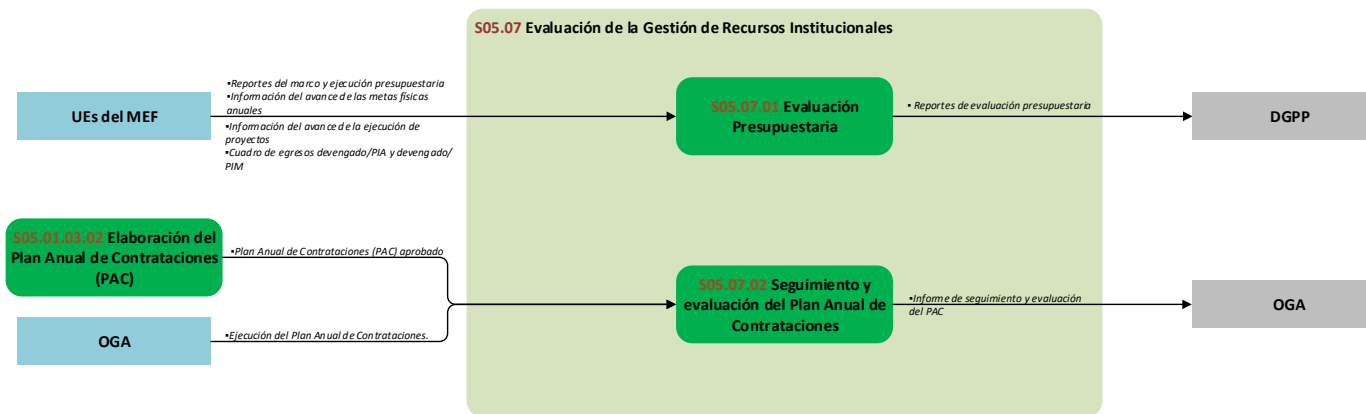 S05.07 Evaluación de la Gestión de Recursos Institucionales
UEs del MEF
▪Reportes del marco y ejecución presupuestaria
▪Información del avance de las metas físicas
anuales
▪Información del avance de la ejecución de
proyectos
▪Cuadro de egresos devengado/PIA y devengado/
PIM
S05.07.01 Evaluación
Presupuestaria
▪ Reportes de evaluación presupuestaria
DGPP
S05.01.03.02 Elaboración del
Plan Anual de Contrataciones
(PAC)
▪Plan Anual de Contrataciones (PAC) aprobado
OGA
▪Ejecución del Plan Anual de Contrataciones.
S05.07.02 Seguimiento y
evaluación del Plan Anual de
Contrataciones
▪Informe de seguimiento y evaluación
del PAC
OGA